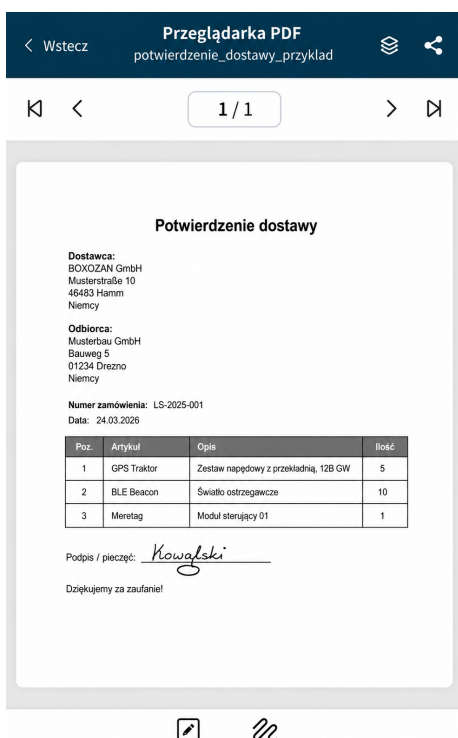 Wstecz
Przeglądarka PDF
potwierdzenie_dostawy_przyklad
1 / 1
Potwierdzenie dostawy
Dostawca:
BOXOZAN GmbH
Musterstraße 10
46483 Hamm
Niemcy
Odbiorca:
Musterbau GmbH
Bauweg 5
01234 Drezno
Niemcy
Numer zamówienia: LS-2025-001
Data: 24.03.2026
Poz. Artykuł Opis Ilość
1 GPS Traktor Zestaw napędowy z przekładnią, 12B GW 5
2 BLE Beacon Światło ostrzegawcze 10
3 Meretag Moduł sterujący 01 1
Podpis / pieczęć: Kowalski
Dziękujemy za zaufanie!